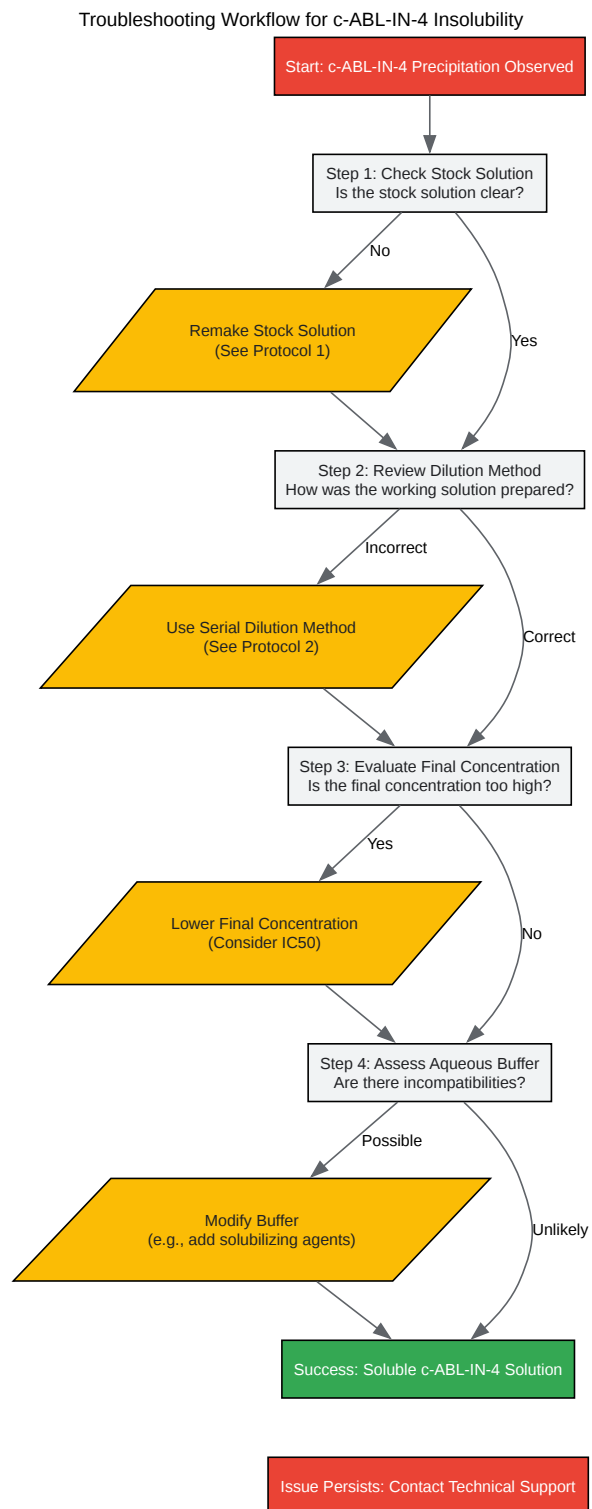 Troubleshooting Workflow for c-ABL-IN-4 Insolubility
Start: c-ABL-IN-4 Precipitation Observed
Step 1: Check Stock Solution
Is the stock solution clear?
No
Yes
Remake Stock Solution
(See Protocol 1)
Step 2: Review Dilution Method
How was the working solution prepared?
Incorrect
Correct
Use Serial Dilution Method
(See Protocol 2)
Step 3: Evaluate Final Concentration
Is the final concentration too high?
Yes
No
Lower Final Concentration
(Consider IC50)
Step 4: Assess Aqueous Buffer
Are there incompatibilities?
Possible
Unlikely
Modify Buffer
(e.g., add solubilizing agents)
Success: Soluble c-ABL-IN-4 Solution
Issue Persists: Contact Technical Support